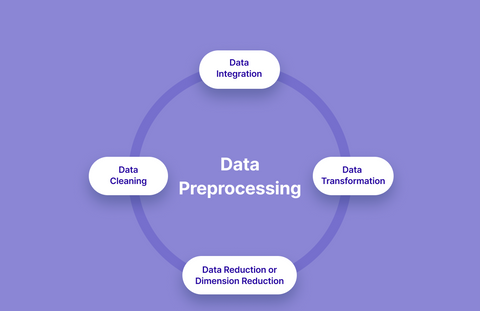 Data
Integration
Data
Cleaning
Data
Preprocessing
Data
Transformation
Data Reduction or
Dimension Reduction